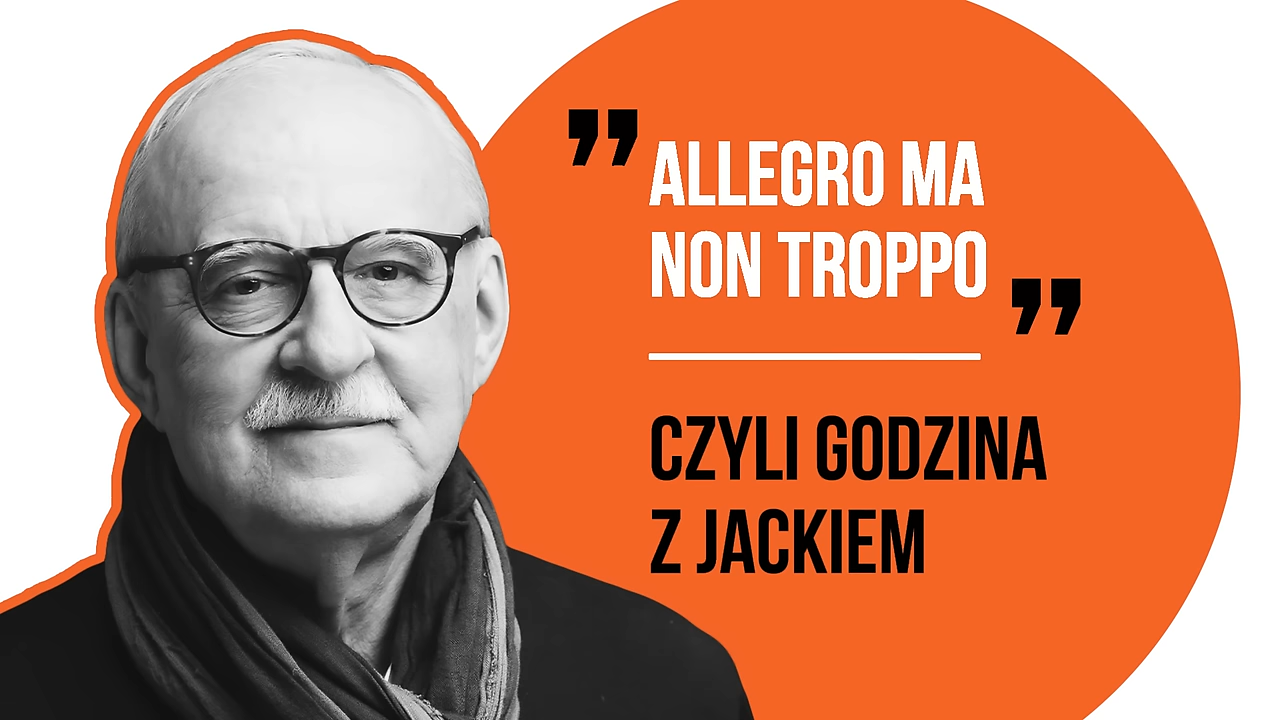 ”ALLEGRO MA
NON TROPPO”
CZYLI GODZINA
Z JACKIEM